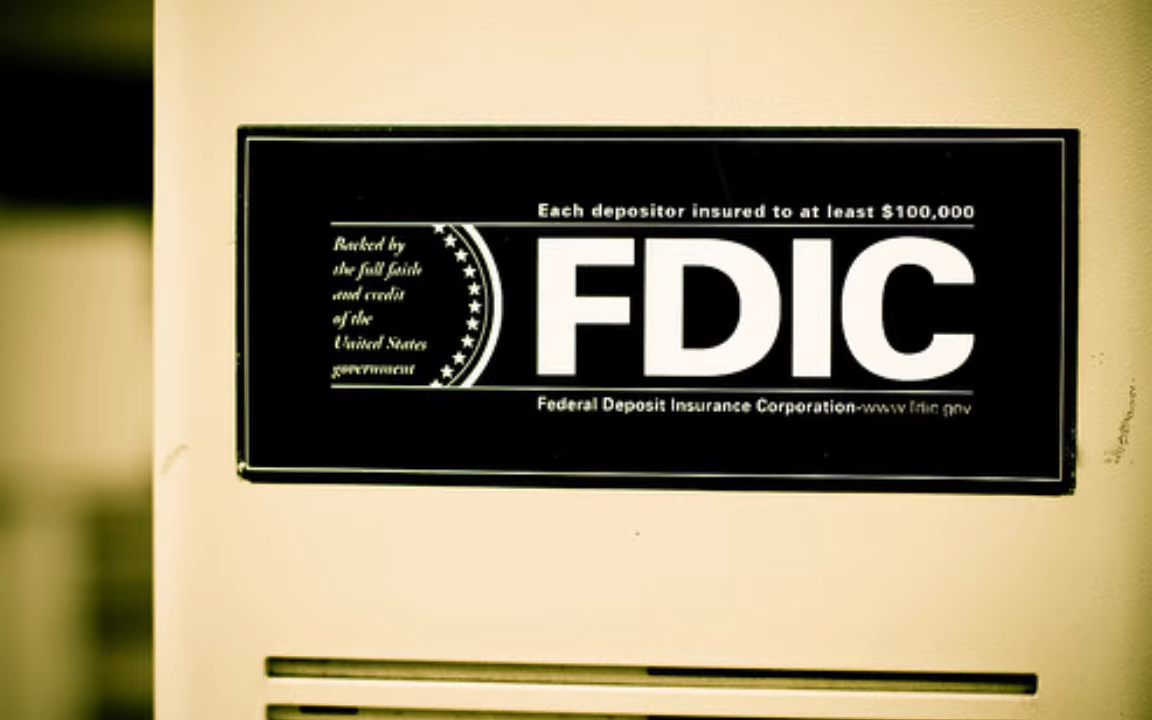 Each depositor insured to at least $100,000
Backed by
the full faith
and credit
of the
United States
government
FDIC
Federal Deposit Insurance Corporation-www.fdic.gov